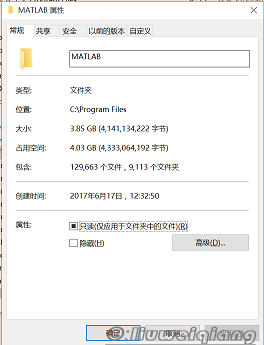 MATLAB 属性
常规 共享 安全 以前的版本 自定义
MATLAB
类型: 文件夹
位置: C:\Program Files
大小: 3.85 GB (4,141,134,222 字节)
占用空间: 4.03 GB (4,333,064,192 字节)
包含: 129,663 个文件，9,113 个文件夹
创建时间: 2017年6月17日，12:32:50
属性: 只读(仅应用于文件夹中的文件)(R)
隐藏(H) 高级(D)...
确定 取消
@liuweiqiang